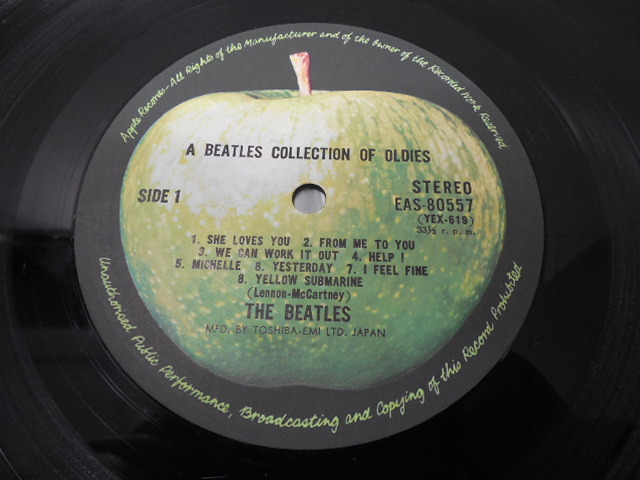 Apple Records-All Rights of the Manufacturer and of the Owner of the Recorded Work Reserved
A BEATLES COLLECTION OF OLDIES
SIDE 1
STEREO
EAS-80557
(YEX-619)
33⅓ r. p. m.
1. SHE LOVES YOU 2. FROM ME TO YOU
3. WE CAN WORK IT OUT 4. HELP !
5. MICHELLE 6. YESTERDAY 7. I FEEL FINE
8. YELLOW SUBMARINE
(Lennon-McCartney)
THE BEATLES
MFD. BY TOSHIBA-EMI LTD. JAPAN
Unauthorised Public Performance, Broadcasting and Copying of this Record Prohibited